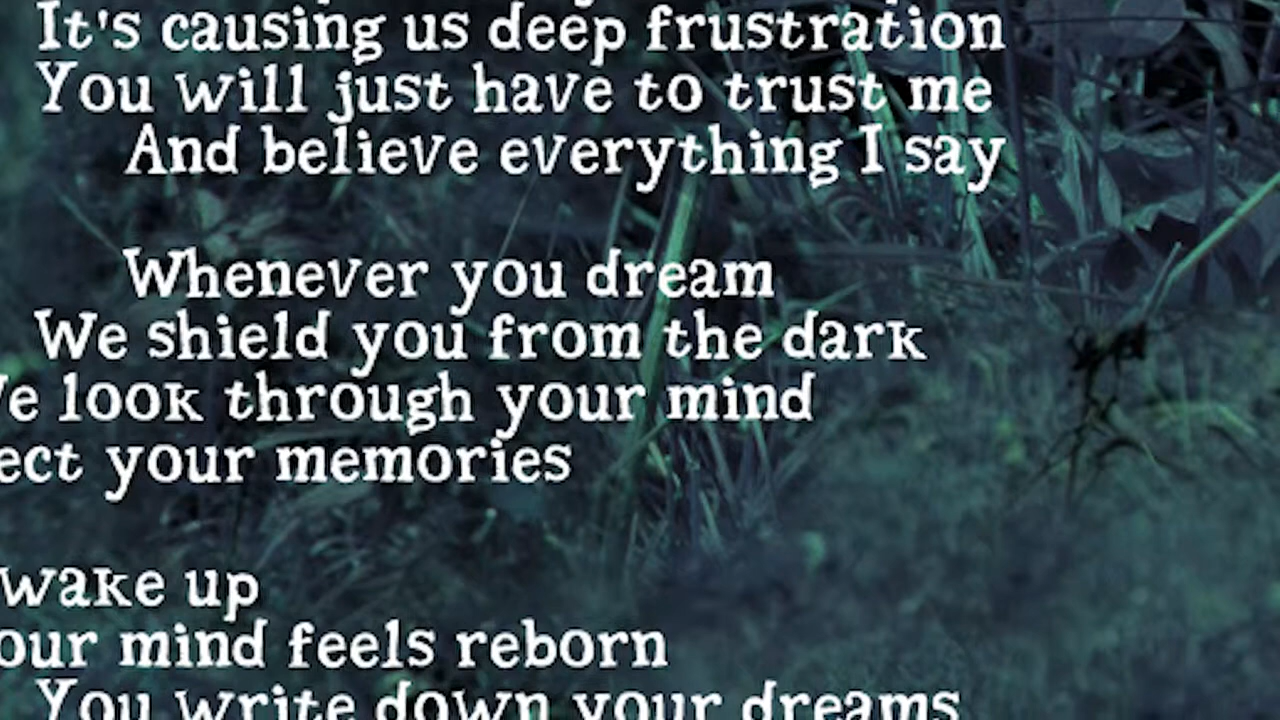 It's causing us deep frustration
You will just have to trust me
And believe everything I say
Whenever you dream
We shield you from the dark
look through your mind
your memories
wake up
mind feels reborn
You write down your dreams